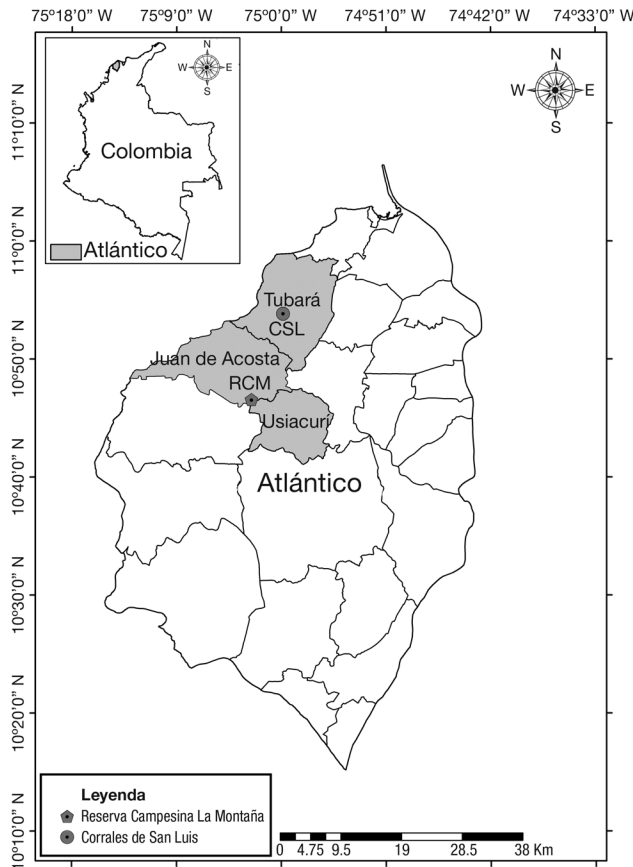 75°18'0" W 75°9'0" W 75°0'0" W 74°51'0" W 74°42'0" W 74°33'0" W
N
W E
S
Colombia
Atlántico
N
W E
S
11°10'0" N
11°0'0" N
10°50'0" N
10°40'0" N
10°30'0" N
10°20'0" N
10°10'0" N
Tubará
CSL
Juan de Acosta
RCM
Usiacurí
Atlántico
Leyenda
Reserva Campesina La Montaña
Corrales de San Luis
0 4.75 9.5 19 28.5 38 Km